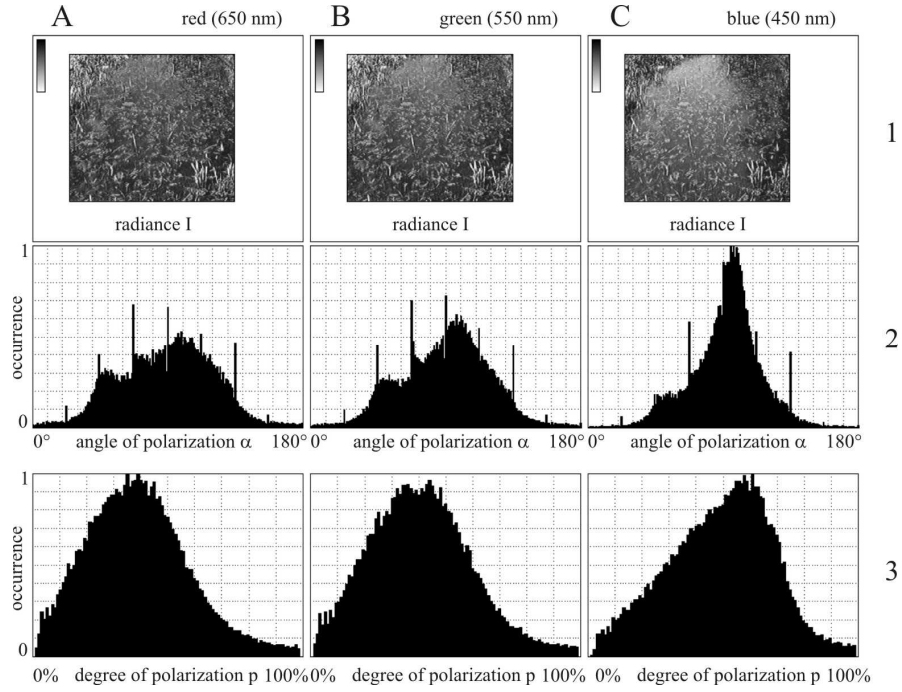 A red (650 nm) B green (550 nm) C blue (450 nm)
radiance I radiance I radiance I
1
1
occurrence
0
0° angle of polarization α 180° 0° angle of polarization α 180° 0° angle of polarization α 180°
2
1
occurrence
0
0% degree of polarization p 100% 0% degree of polarization p 100% 0% degree of polarization p 100%
3